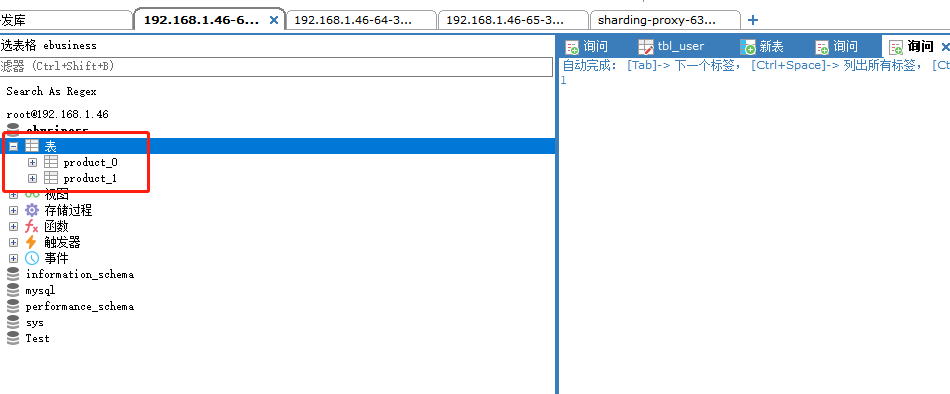 发库
192.168.1.46-6...
192.168.1.46-64-3...
192.168.1.46-65-3...
sharding-proxy-63...
选表格 ebusiness
滤器 (Ctrl+Shift+B)
Search As Regex
root@192.168.1.46
ebusiness
表
product_0
product_1
视图
存储过程
函数
触发器
事件
information_schema
mysql
performance_schema
sys
Test
询问
tbl_user
新表
询问
询问
自动完成: [Tab]-> 下一个标签, [Ctrl+Space]-> 列出所有标签, [Ct
1